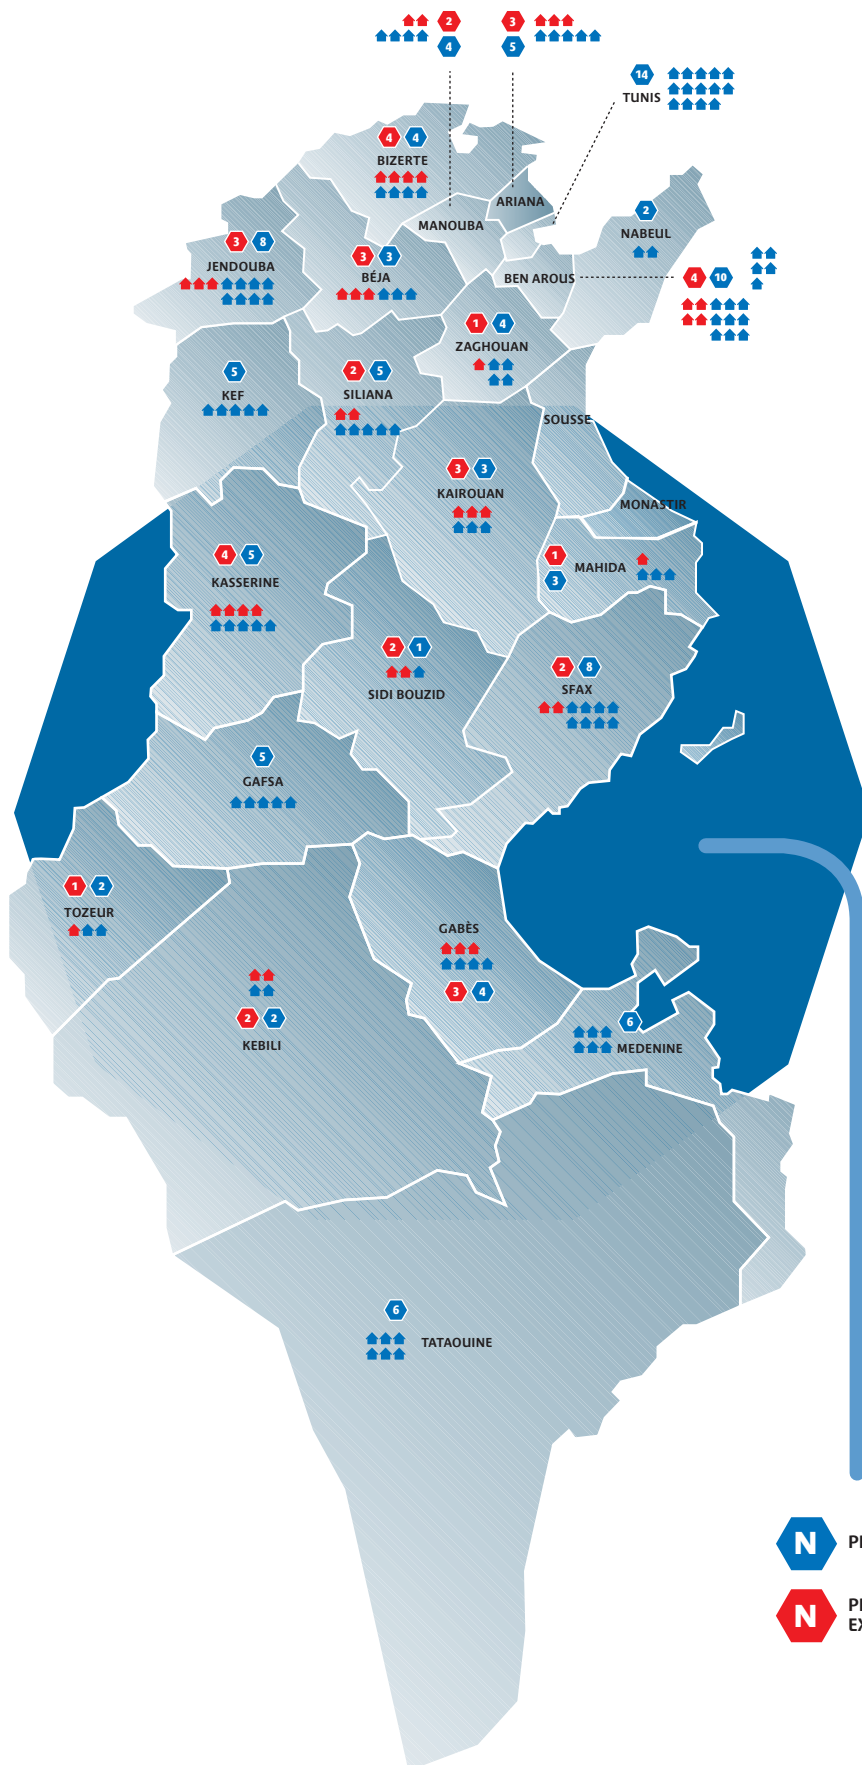 2
3
4
5
14
TUNIS
4 4
BIZERTE
ARIANA
MANOUBA
2
NABEUL
3 8
JENDOUBA
3 3
BÉJA
BEN AROUS
4 10
1 4
ZAGHOUAN
5
KEF
2 5
SILIANA
SOUSSE
3 3
KAIROUAN
MONASTIR
4 5
KASSERINE
1
3
MAHIDA
2 1
SIDI BOUZID
2 8
SFAX
5
GAFSA
1 2
TOZEUR
GABÈS
3 4
2 2
KEBILI
6
MEDENINE
6
TATAOUINE
N
N